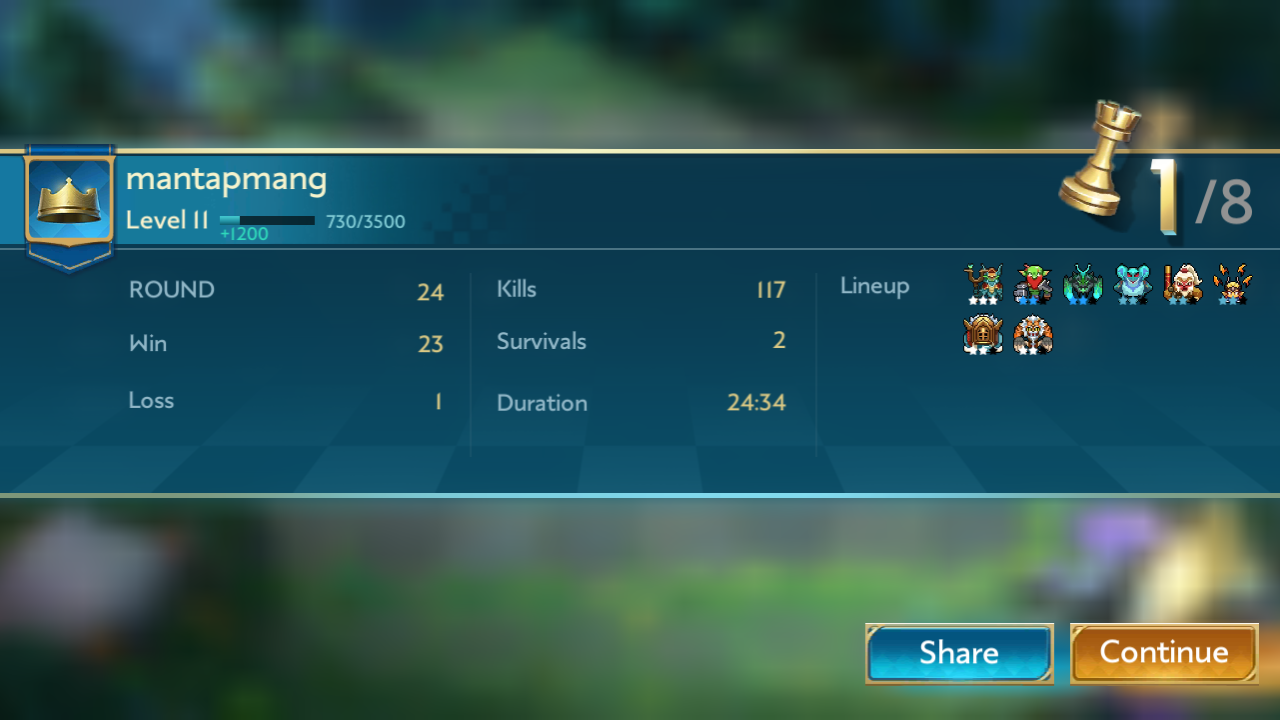 mantapmang
1/8
Level 11
730/3500
+1200
ROUND 24
Win 23
Loss 1
Kills 117
Survivals 2
Duration 24:34
Lineup
Share
Continue